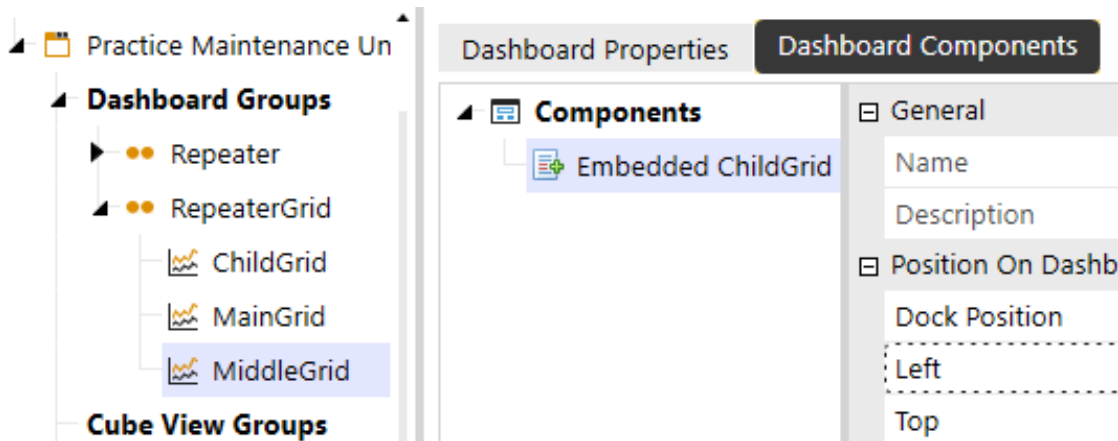 Practice Maintenance Un
Dashboard Groups
Repeater
RepeaterGrid
ChildGrid
MainGrid
MiddleGrid
Cube View Groups
Dashboard Properties
Dashboard Components
Components
Embedded ChildGrid
General
Name
Description
Position On Dashb
Dock Position
Left
Top